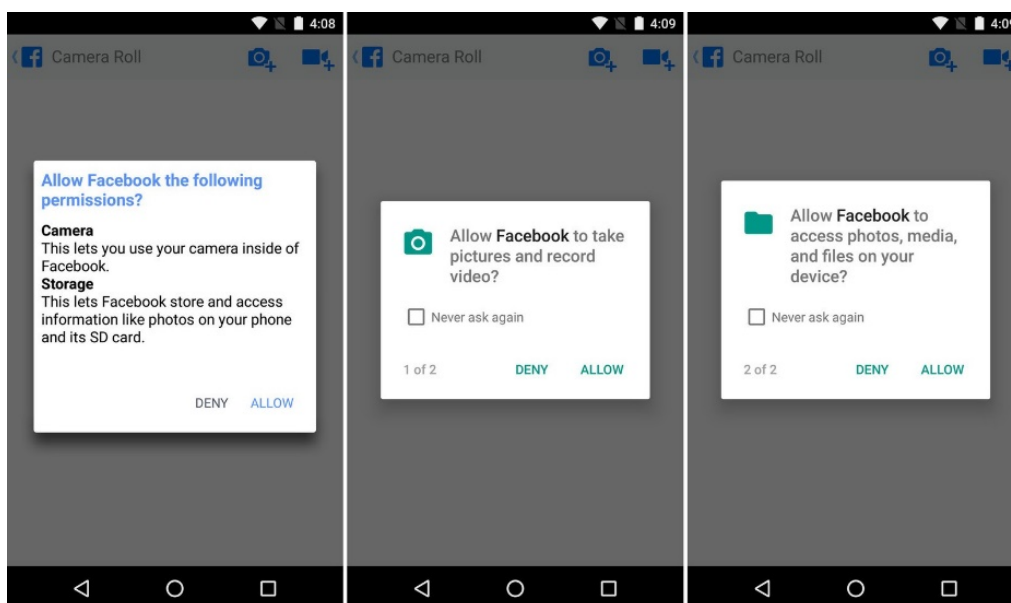 4:08
Camera Roll
Allow Facebook the following
permissions?
Camera
This lets you use your camera inside of
Facebook.
Storage
This lets Facebook store and access
information like photos on your phone
and its SD card.
DENY ALLOW
4:09
Camera Roll
Allow Facebook to take
pictures and record
video?
Never ask again
1 of 2 DENY ALLOW
4:09
Camera Roll
Allow Facebook to
access photos, media,
and files on your
device?
Never ask again
2 of 2 DENY ALLOW